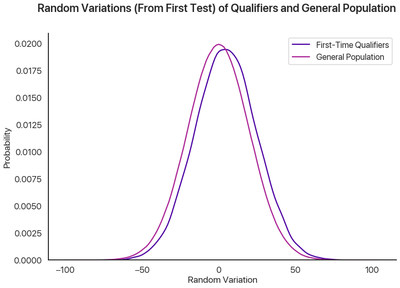 Random Variations (From First Test) of Qualifiers and General Population
First-Time Qualifiers
General Population
Probability
0.0200
0.0175
0.0150
0.0125
0.0100
0.0075
0.0050
0.0025
0.0000
−100
−50
0
50
100
Random Variation